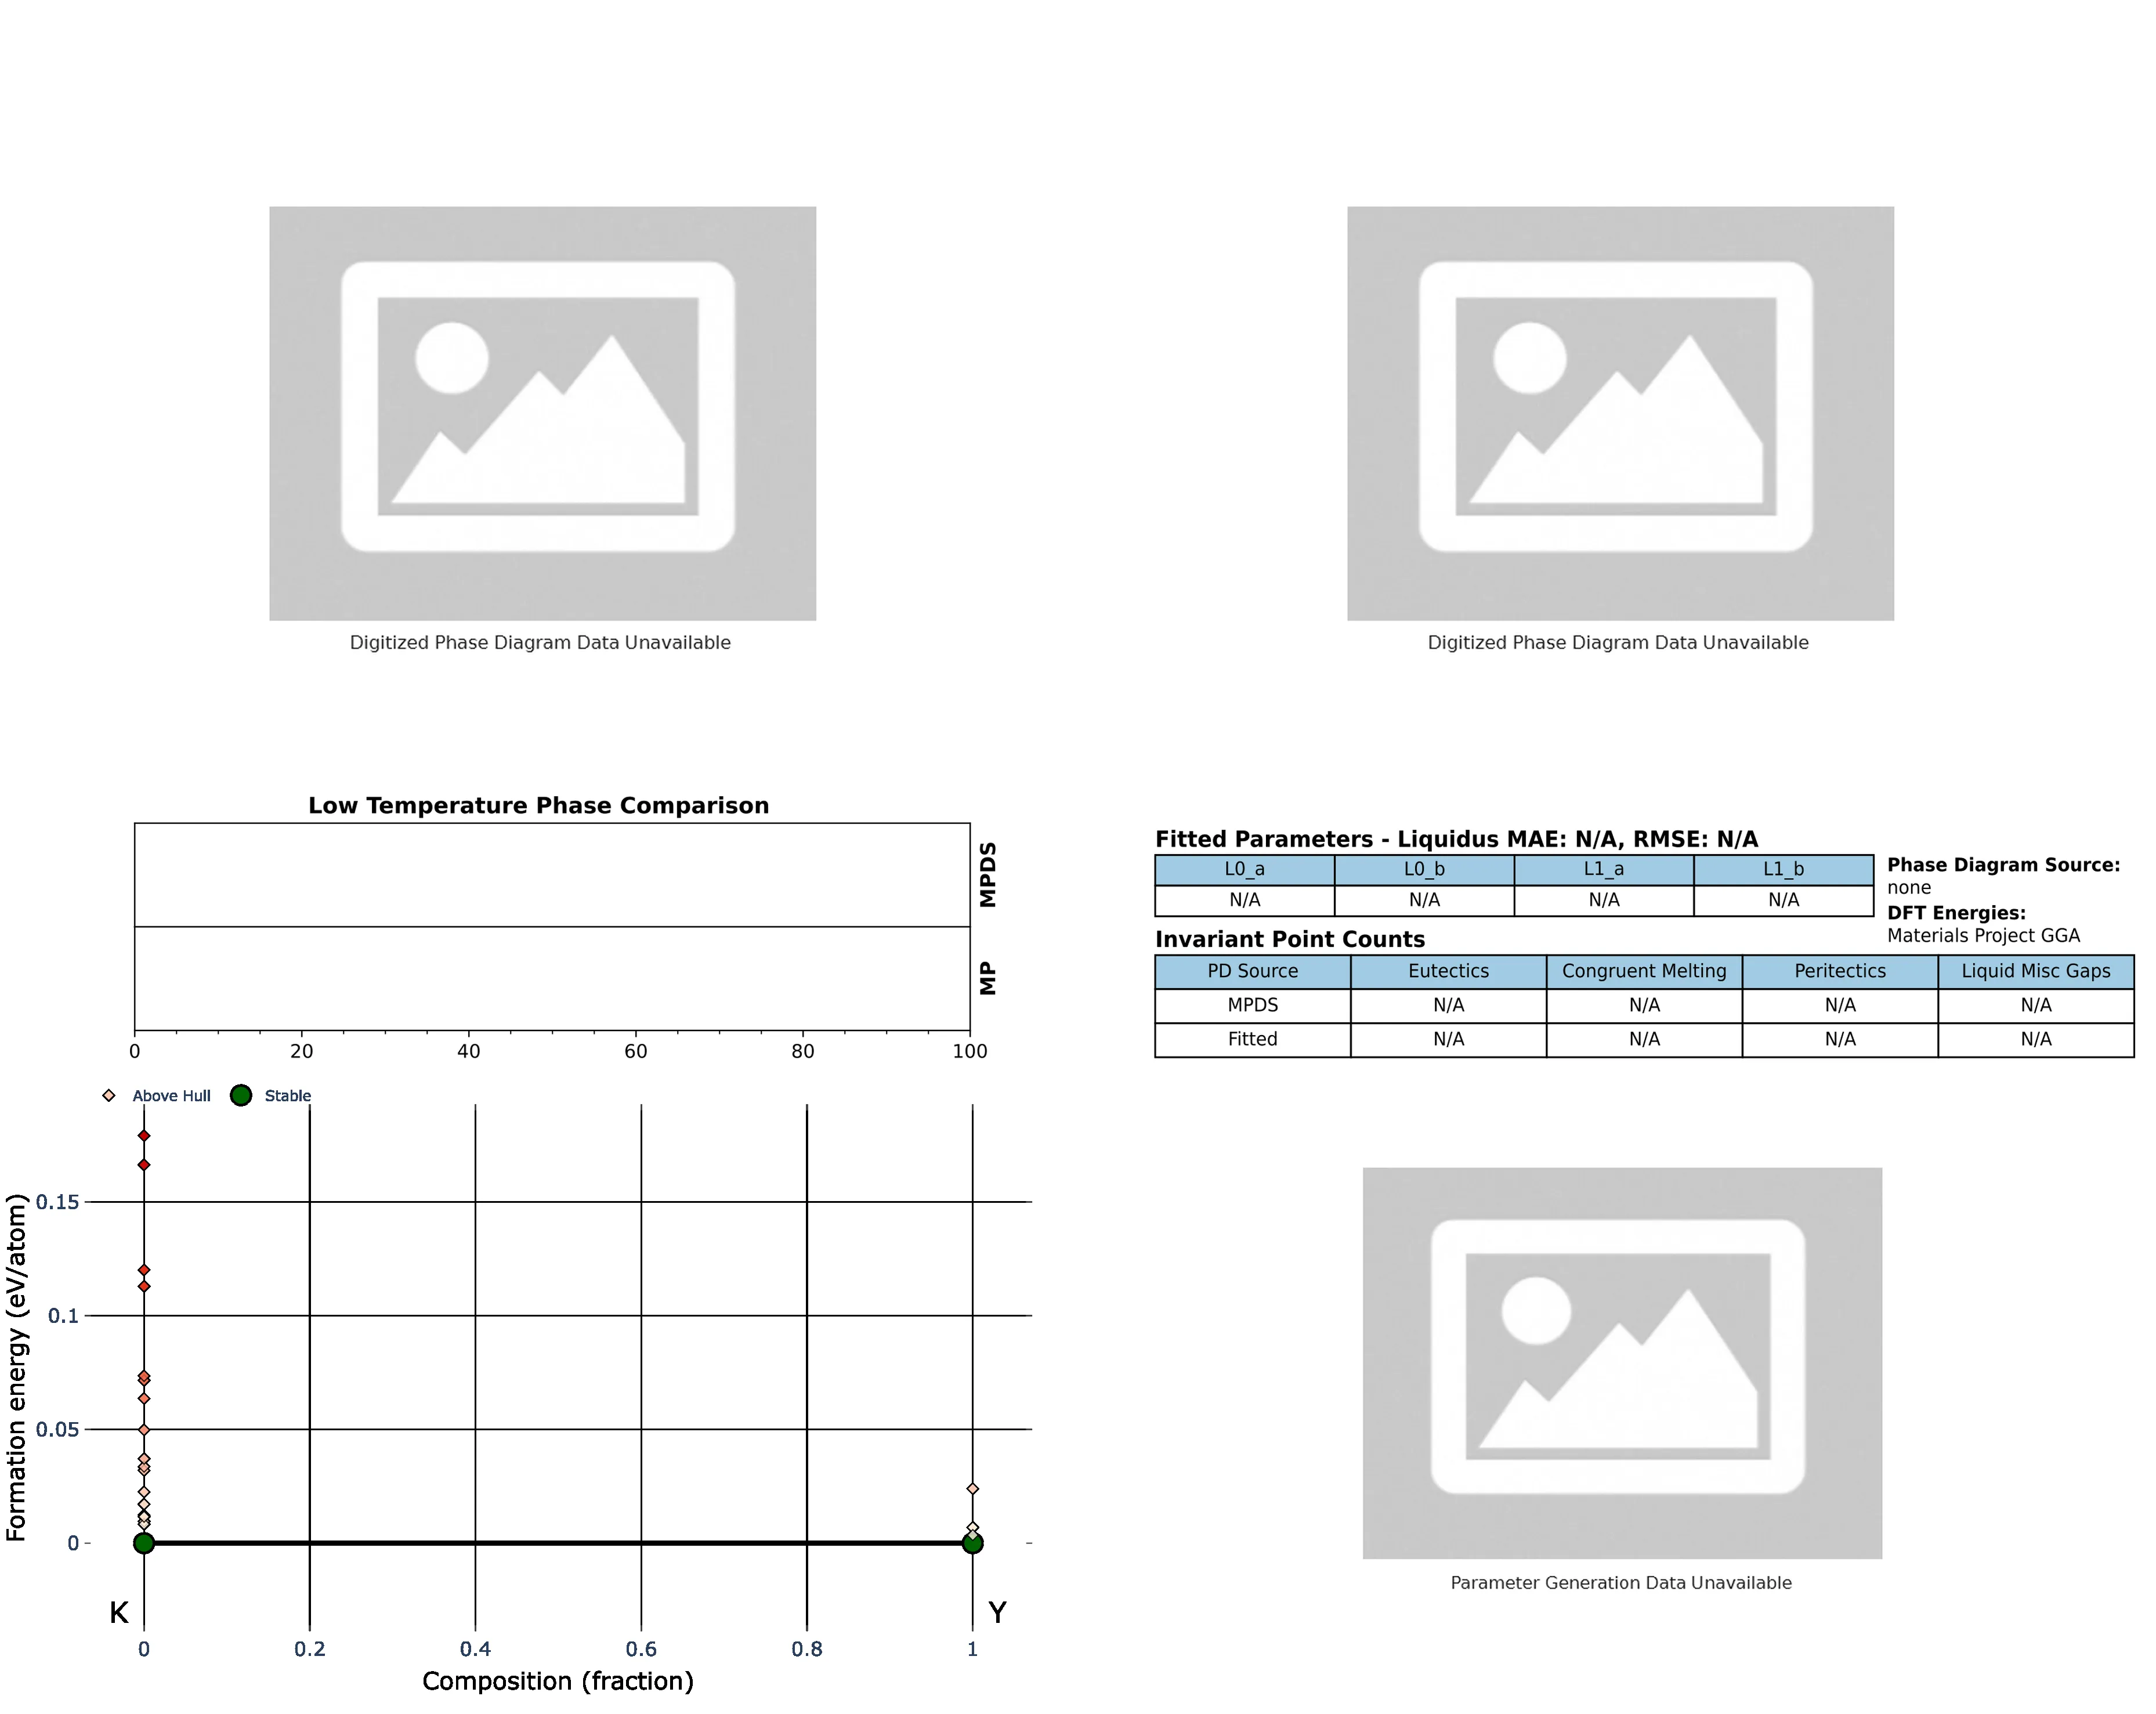 Digitized Phase Diagram Data Unavailable
Digitized Phase Diagram Data Unavailable
Low Temperature Phase Comparison
MPDS
MP
0 20 40 60 80 100
Fitted Parameters - Liquidus MAE: N/A, RMSE: N/A
L0_a L0_b L1_a L1_b
N/A N/A N/A N/A
Phase Diagram Source:
none
DFT Energies:
Materials Project GGA
Invariant Point Counts
PD Source Eutectics Congruent Melting Peritectics Liquid Misc Gaps
MPDS N/A N/A N/A N/A
Fitted N/A N/A N/A N/A
Above Hull Stable
Formation energy (eV/atom)
0.15
0.1
0.05
0
K Y
0 0.2 0.4 0.6 0.8 1
Composition (fraction)
Parameter Generation Data Unavailable